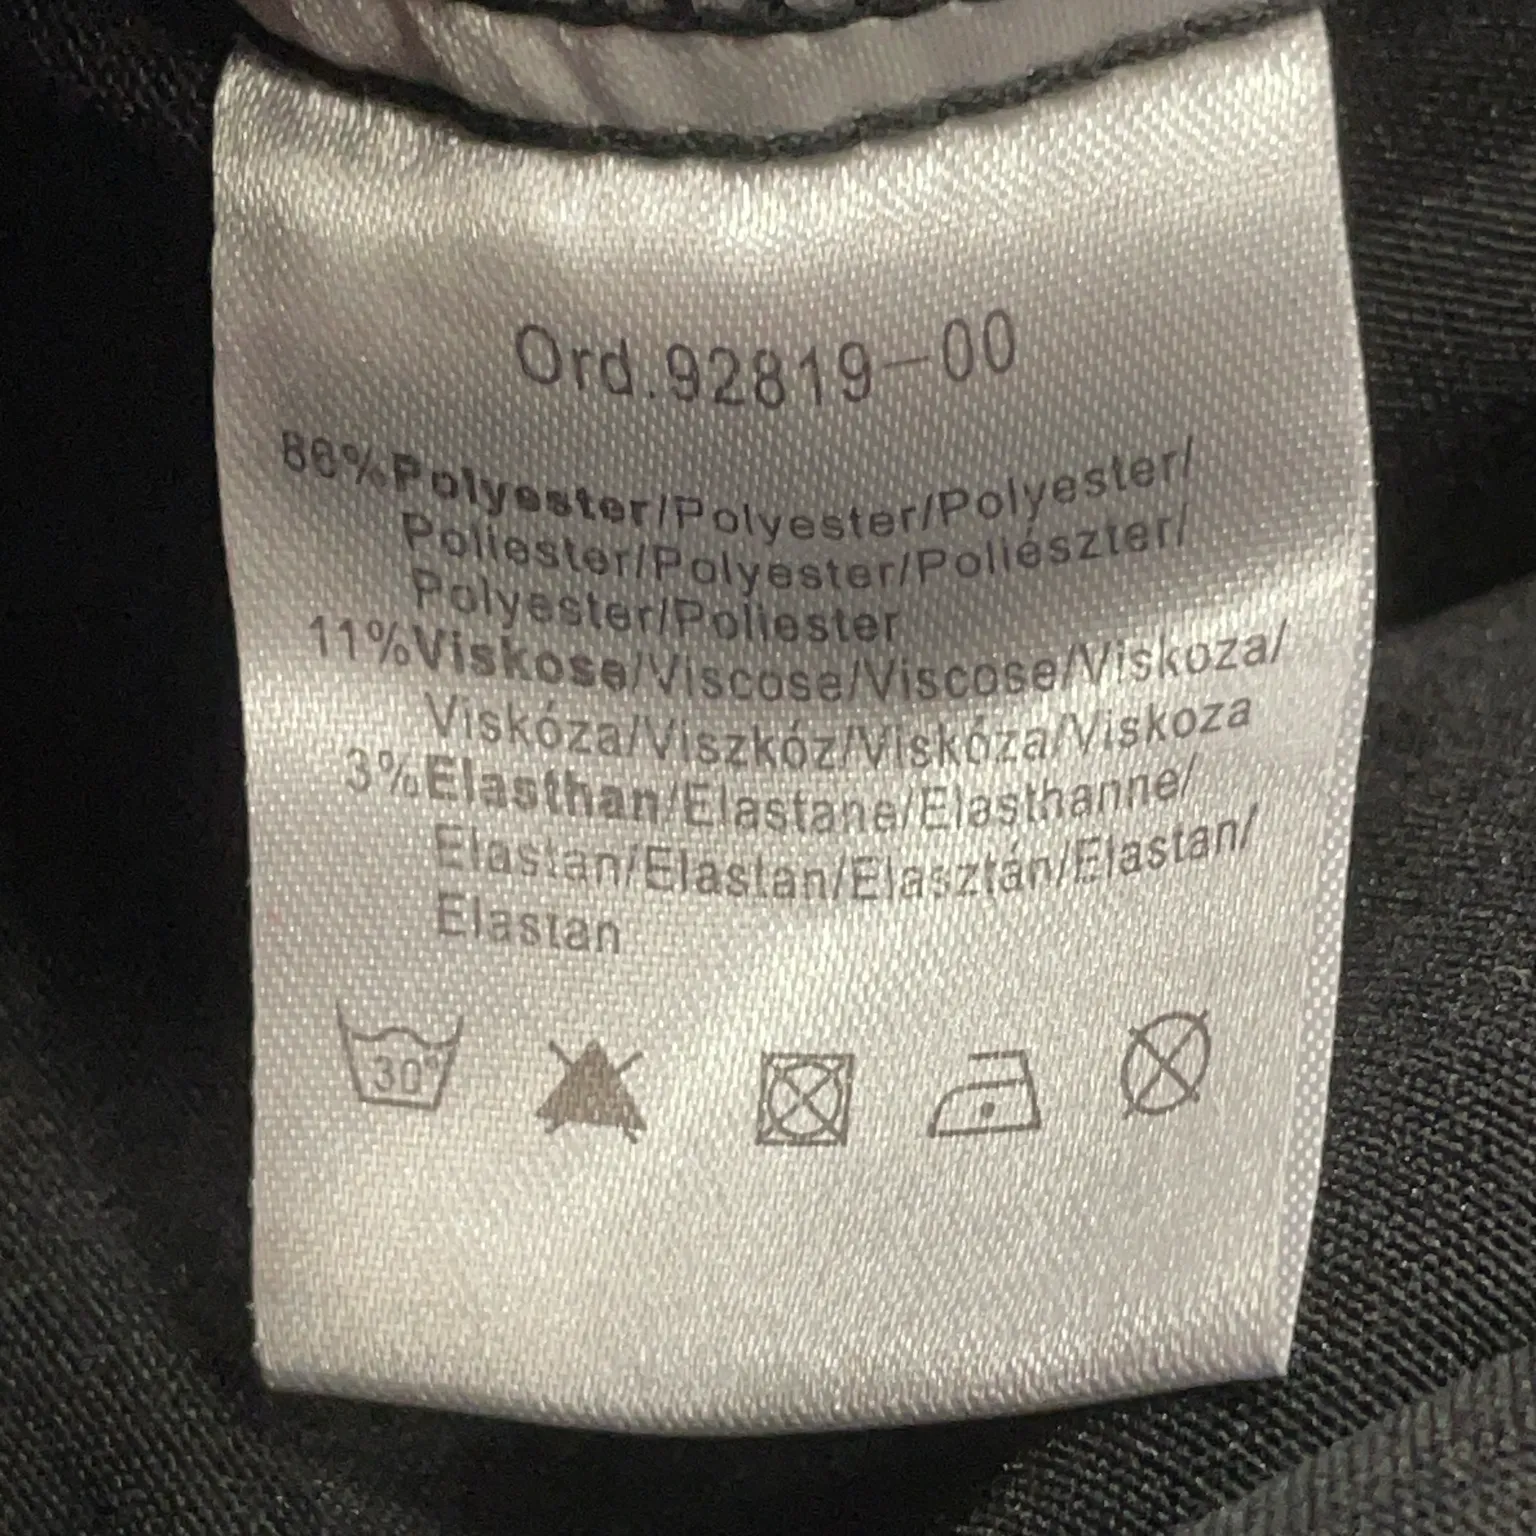 Ord.92819-00
86%Polyester/Polyester/Polyester/
Poliester/Polyester/Poliészter/
Polyester/Poliester
11%Viskose/Viscose/Viscose/Viskoza/
Viskóza/Viszkóz/Viskóza/Viskoza
3%Elasthan/Elastane/Elasthanne/
Elastan/Elastan/Elasztán/Elastan/
Elastan
30°